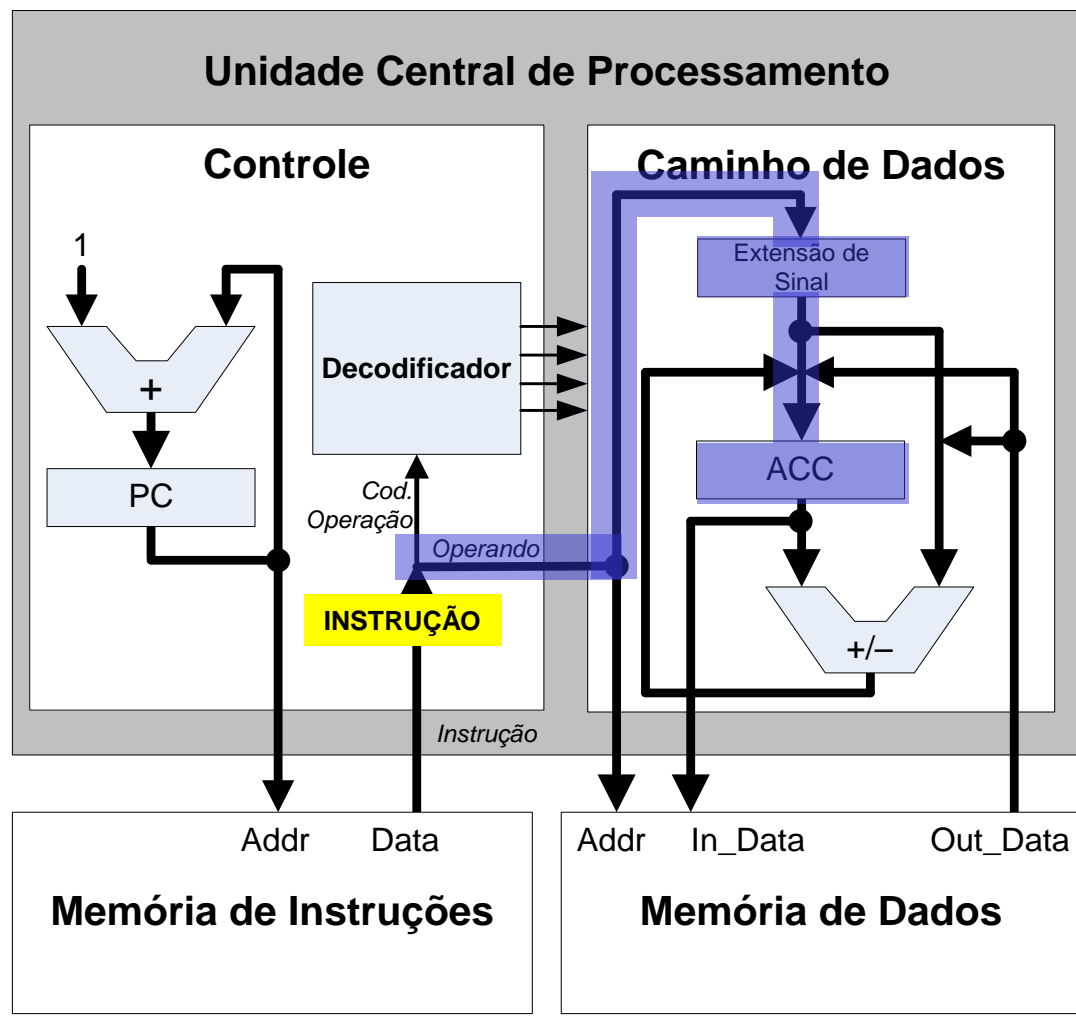 Unidade Central de Processamento
Controle
Caminho de Dados
1
+
PC
Decodificador
Cod.
Operação
Operando
INSTRUÇÃO
Instrução
Extensão de
Sinal
ACC
+/–
Addr
Data
Memória de Instruções
Addr
In_Data
Out_Data
Memória de Dados